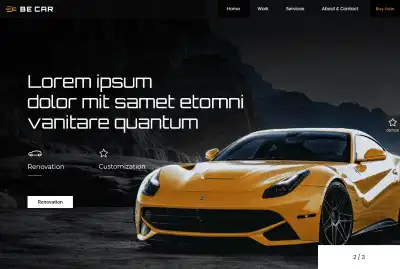 BE CAR
Home
Work
Services
About & Contact
Buy Now
Lorem ipsum
dolor mit samet etomni
vanitare quantum
Renovation
Customization
Renovation
demos
2 / 3